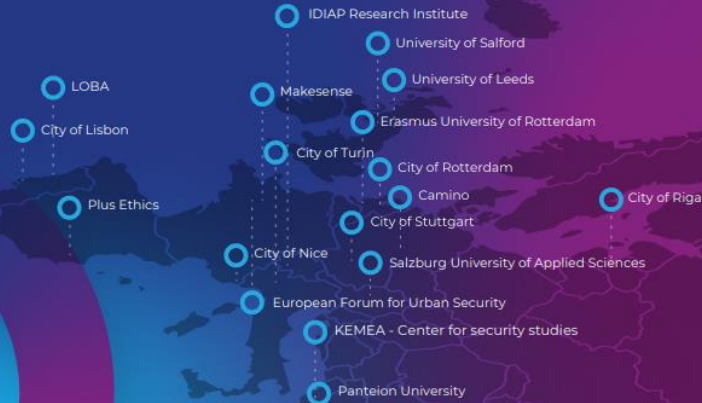 IDIAP Research Institute
University of Salford
University of Leeds
LOBA
Makesense
Erasmus University of Rotterdam
City of Lisbon
City of Turin
City of Rotterdam
Camino
City of Riga
Plus Ethics
City of Stuttgart
City of Nice
Salzburg University of Applied Sciences
European Forum for Urban Security
KEMEA - Center for security studies
Panteion University